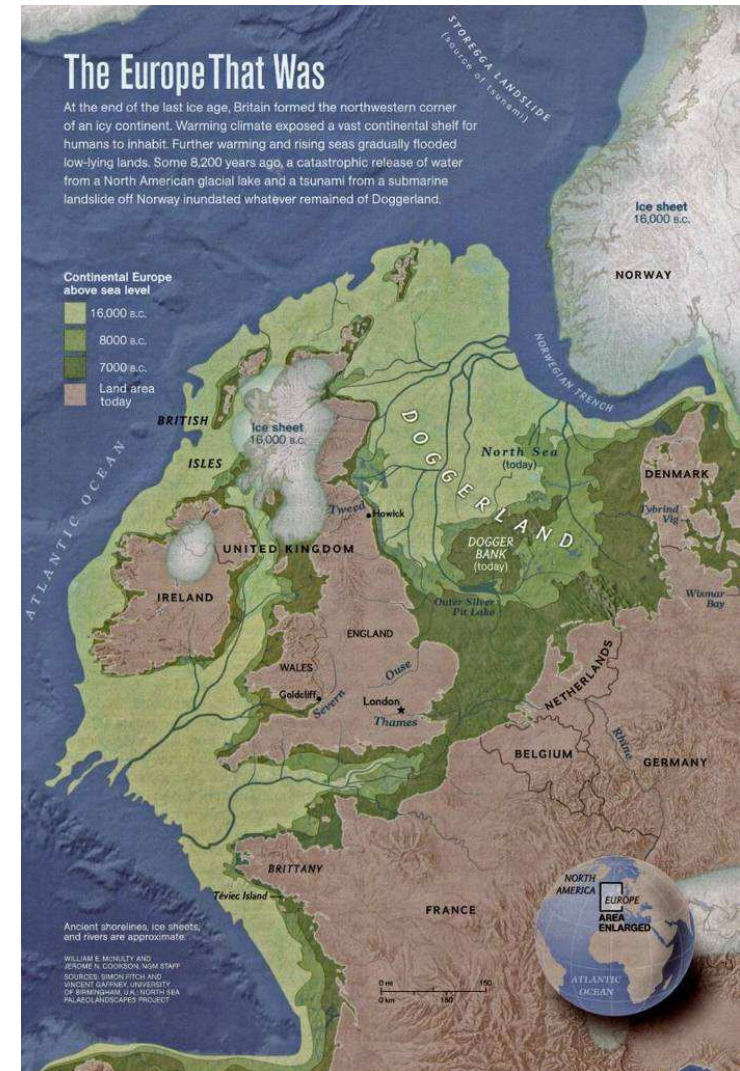 The Europe That Was
At the end of the last ice age, Britain formed the northwestern corner
of an icy continent. Warming climate exposed a vast continental shelf for
humans to inhabit. Further warming and rising seas gradually flooded
low-lying lands. Some 8,200 years ago, a catastrophic release of water
from a North American glacial lake and a tsunami from a submarine
landslide off Norway inundated whatever remained of Doggerland.
STOREGGA LANDSLIDE
(source of tsunami)
Ice sheet
16,000 B.C.
NORWAY
Continental Europe
above sea level
16,000 B.C.
8000 B.C.
7000 B.C.
Land area
today
NORWEGIAN TRENCH
BRITISH
ISLES
Ice sheet
16,000 B.C.
DOGGERLAND
North Sea
(today)
DENMARK
ATLANTIC OCEAN
Tweed
Howick
Tybrind
Vig
DOGGER
BANK
(today)
UNITED KINGDOM
Outer Silver
Pit Lake
Wismar
Bay
IRELAND
ENGLAND
WALES
Ouse
NETHERLANDS
Goldcliff
Severn
London
Thames
BELGIUM
Rhine
GERMANY
BRITTANY
Téviec Island
FRANCE
NORTH
AMERICA
EUROPE
AREA
ENLARGED
ATLANTIC
OCEAN
Ancient shorelines, ice sheets,
and rivers are approximate.
WILLIAM E. MCNULTY AND
JEROME N. COOKSON, NGM STAFF
SOURCES: SIMON FITCH AND
VINCENT GAFFNEY, UNIVERSITY
OF BIRMINGHAM, U.K.; NORTH SEA
PALAEOLANDSCAPES PROJECT
0 mi 150
0 km 150